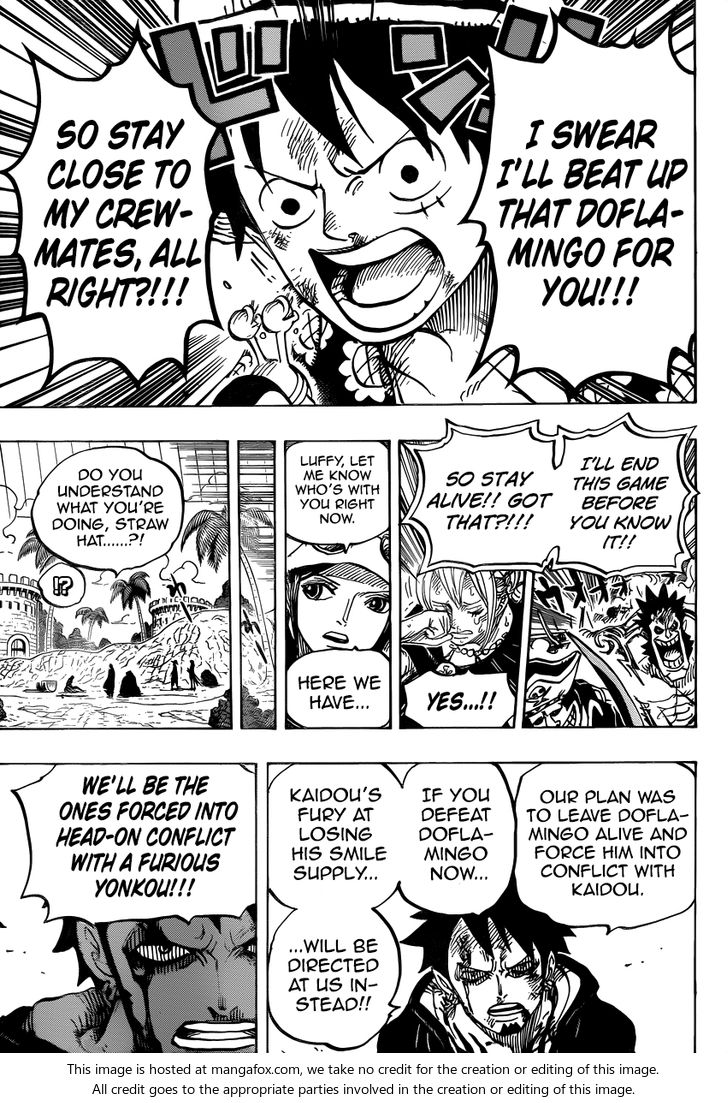 I SWEAR
I'LL BEAT UP
THAT DOFLA-
MINGO FOR
YOU!!!
SO STAY
CLOSE TO
MY CREW-
MATES, ALL
RIGHT?!!!
I'LL END
THIS GAME
BEFORE
YOU KNOW
IT!!
SO STAY
ALIVE!! GOT
THAT?!!!
YES...!!
LUFFY, LET
ME KNOW
WHO'S WITH
YOU RIGHT
NOW.
HERE WE
HAVE...
DO YOU
UNDERSTAND
WHAT YOU'RE
DOING, STRAW
HAT......?!
!?
OUR PLAN WAS
TO LEAVE DOFLA-
MINGO ALIVE AND
FORCE HIM INTO
CONFLICT WITH
KAIDOU.
IF YOU
DEFEAT
DOFLA-
MINGO
NOW...
KAIDOU'S
FURY AT
LOSING
HIS SMILE
SUPPLY...
...WILL BE
DIRECTED
AT US IN-
STEAD!!
WE'LL BE THE
ONES FORCED INTO
HEAD-ON CONFLICT
WITH A FURIOUS
YONKOU!!!
This image is hosted at mangafox.com, we take no credit for the creation or editing of this image.
All credit goes to the appropriate parties involved in the creation or editing of this image.